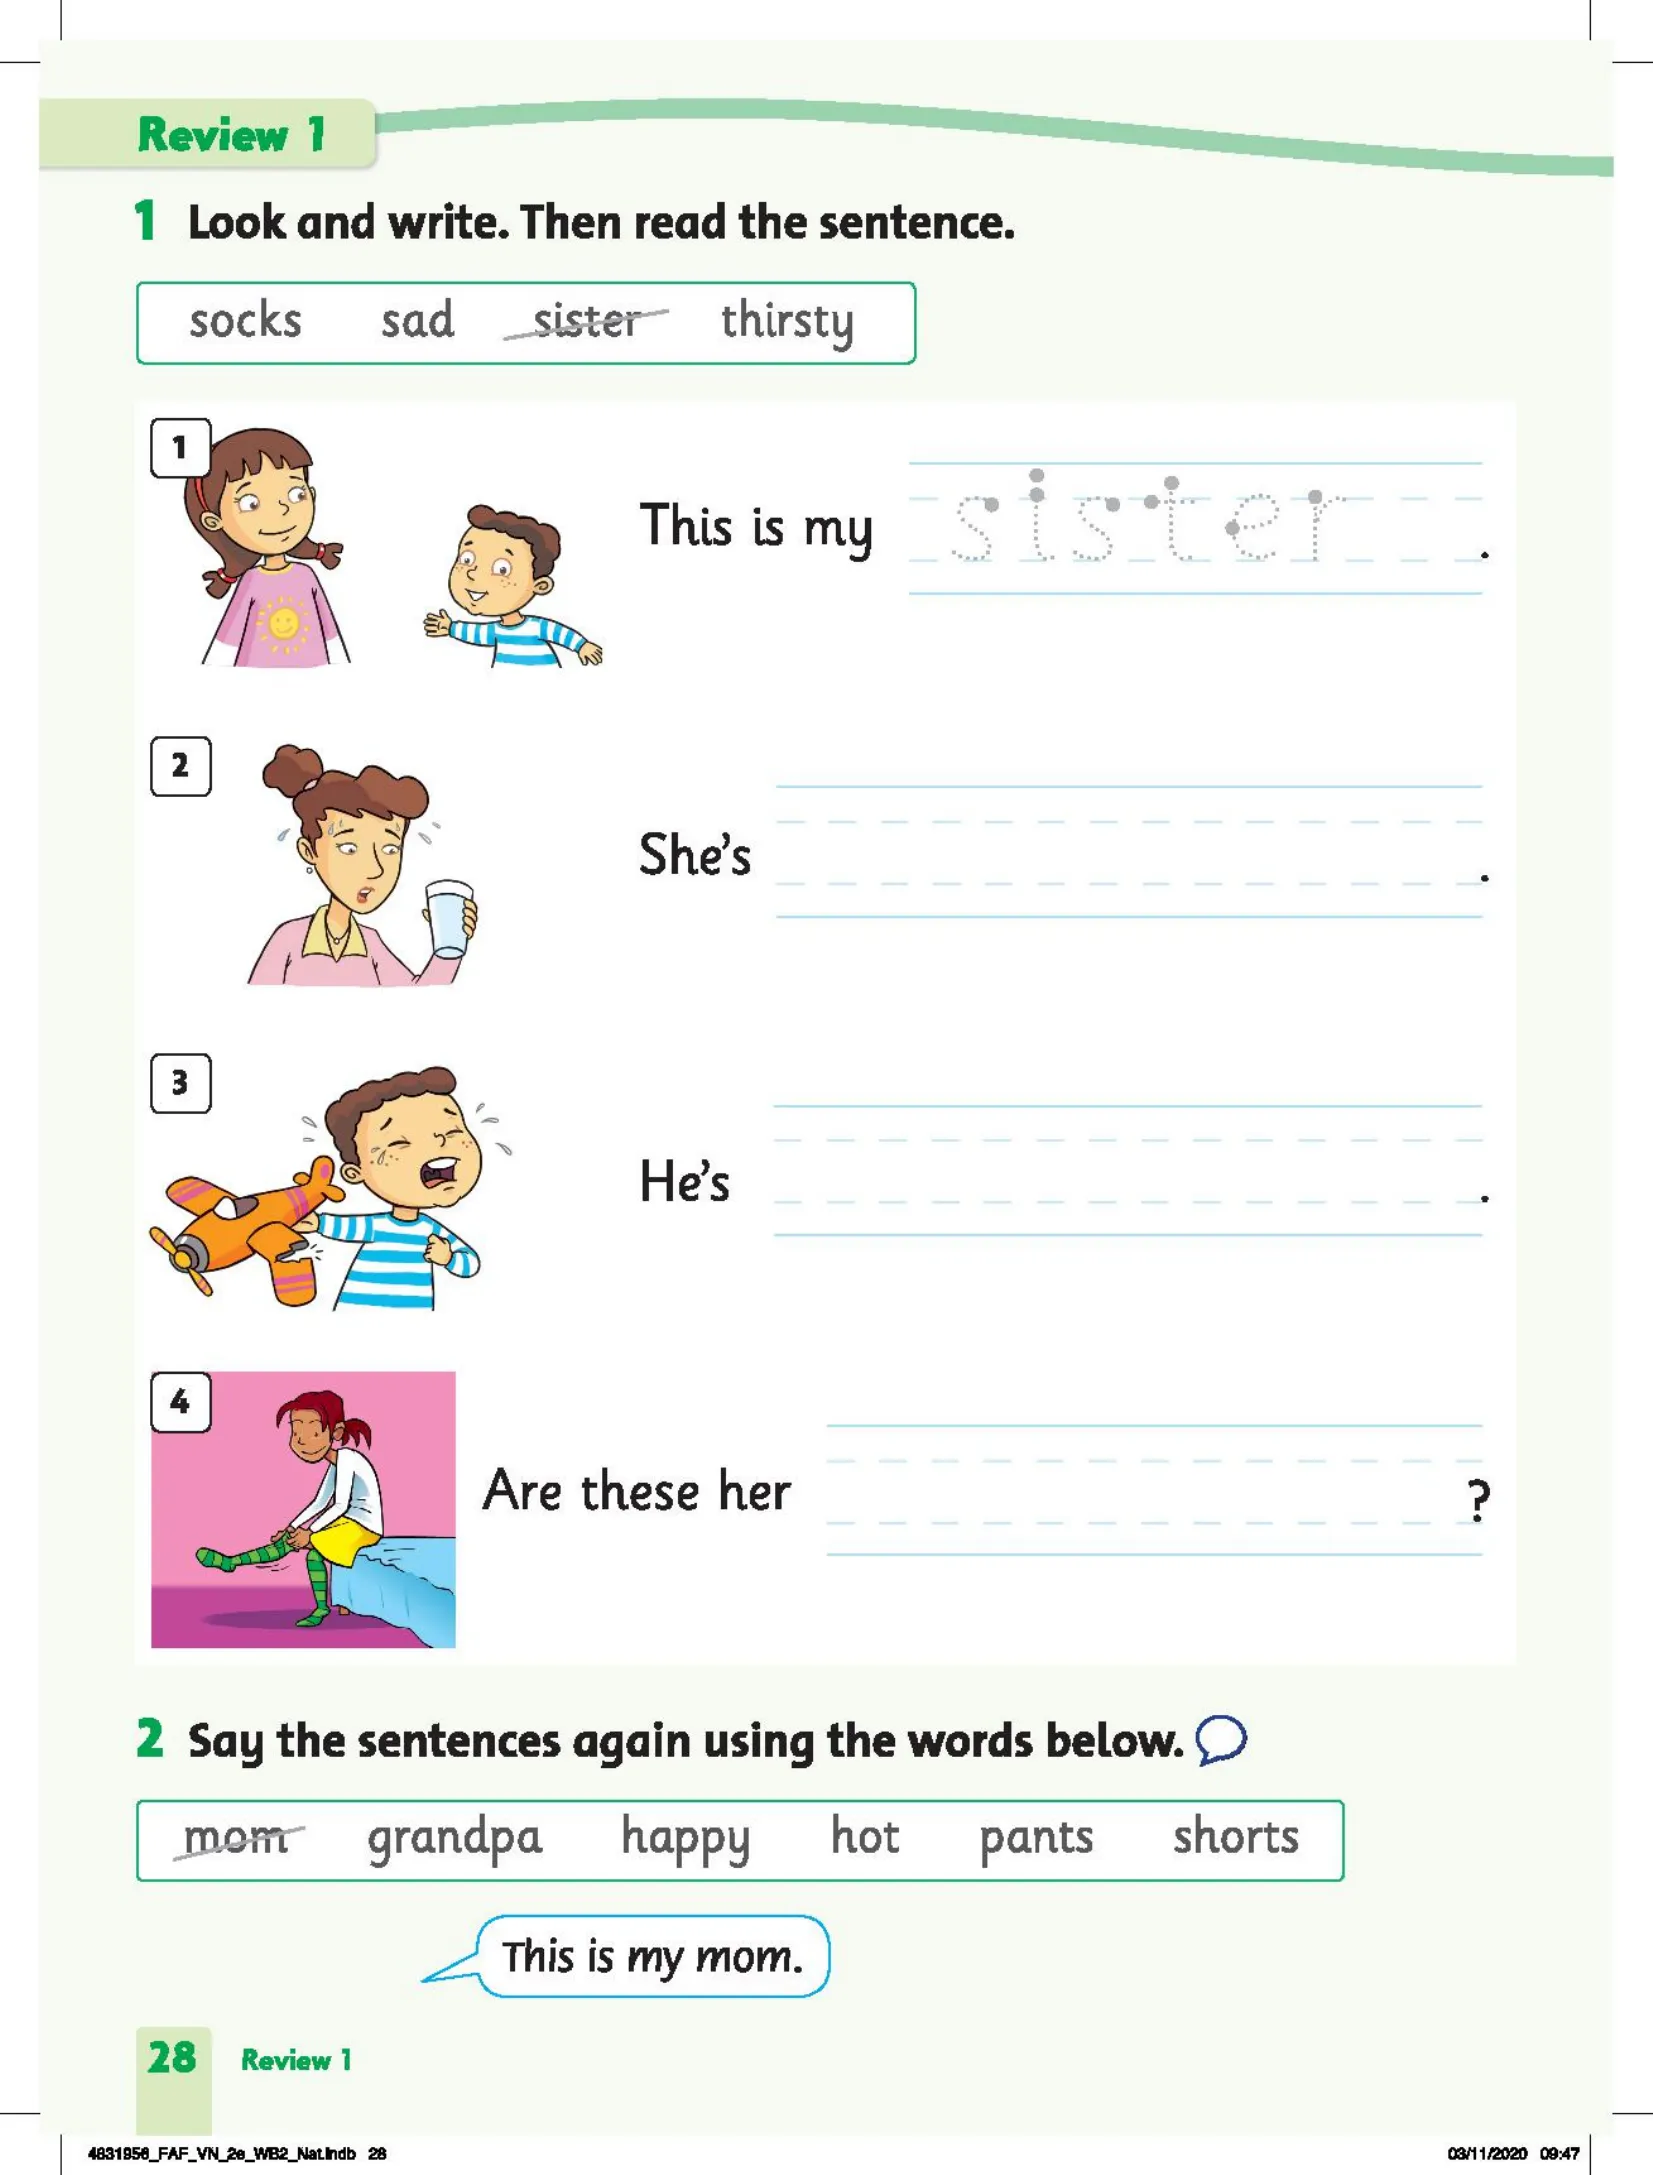 Review 1
1 Look and write. Then read the sentence.
socks sad sister thirsty
1
This is my sister.
2
She's .
3
He's .
4
Are these her ?
2 Say the sentences again using the words below.
mom grandpa happy hot pants shorts
This is my mom.
28 Review 1
4831956_FAF_VN_2e_WB2_Nat.indb 28 03/11/2020 09:47